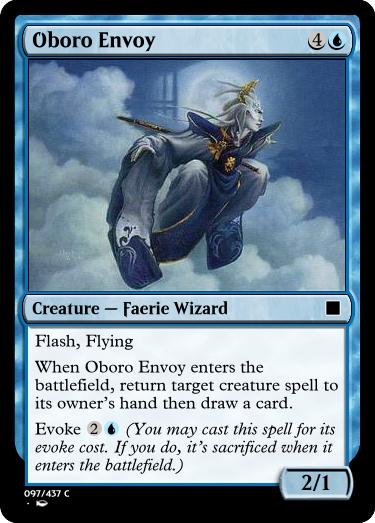 Oboro Envoy 4
Creature — Faerie Wizard
Flash, Flying
When Oboro Envoy enters the
battlefield, return target creature spell to
its owner's hand then draw a card.
Evoke 2 (You may cast this spell for its
evoke cost. If you do, it's sacrificed when it
enters the battlefield.)
2/1
097/437 C